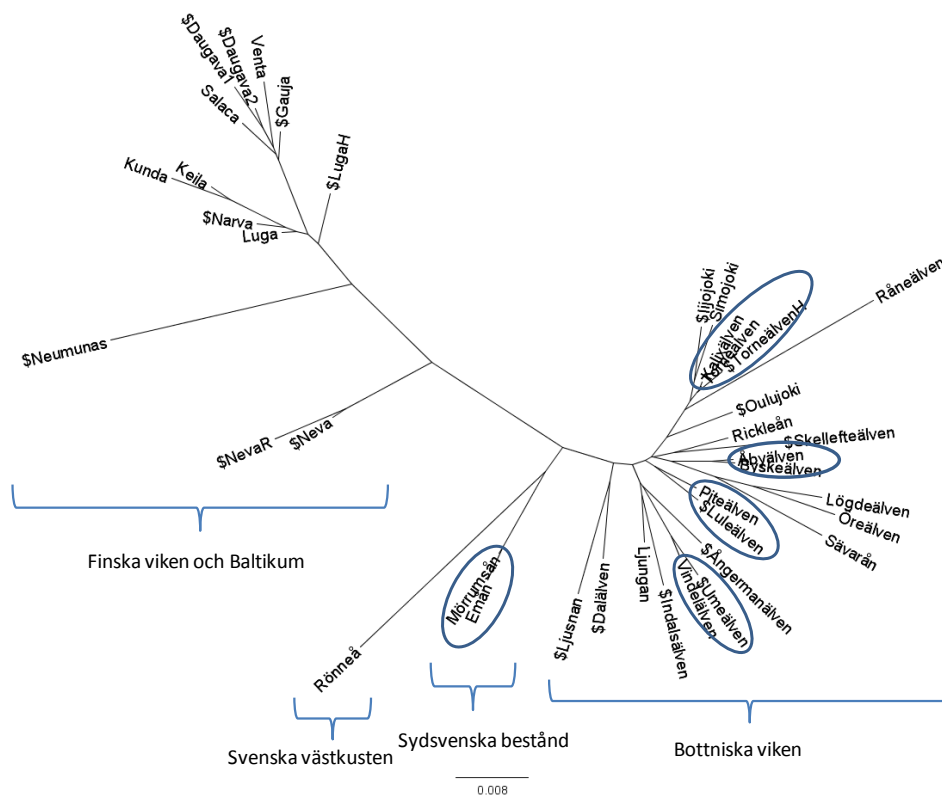 $Daugava1
$Daugava2
Venta
$Gauja
Salaca
$LugaH
Kunda
Keila
$Narva
Luga
$Neumunas
$NevaR
$Neva
$Iijojoki
Simojoki
Kalixälven
Torneälven
$TorneälvenH
Råneälven
$Oulujoki
Rickleån
$Skellefteälven
Åbyälven
Byskeälven
Piteälven
$Luleälven
Lögdeälven
Öreälven
Sävarån
$Ångermanälven
$Umeälven
Vindelälven
$Indalsälven
Ljungan
$Dalälven
$Ljusnan
Mörrumsån
Emån
Rönneå
Finska viken och Baltikum
Svenska västkusten
Sydsvenska bestånd
Bottniska viken
0.008